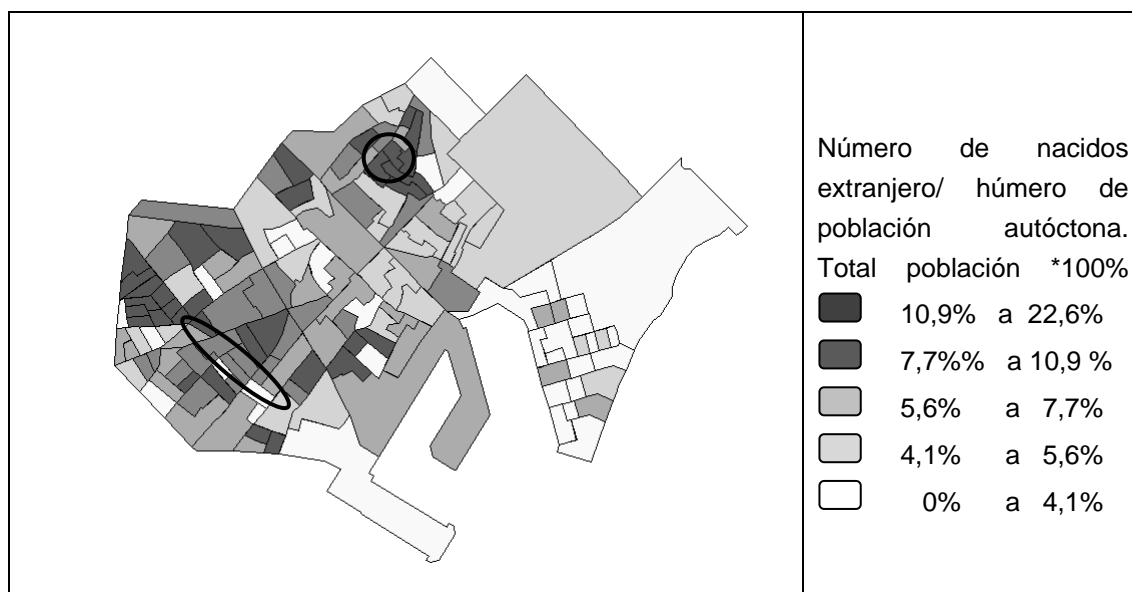 Número de nacidos
extranjero/ húmero de
población autóctona.
Total población *100%
10,9% a 22,6%
7,7%% a 10,9 %
5,6% a 7,7%
4,1% a 5,6%
0% a 4,1%